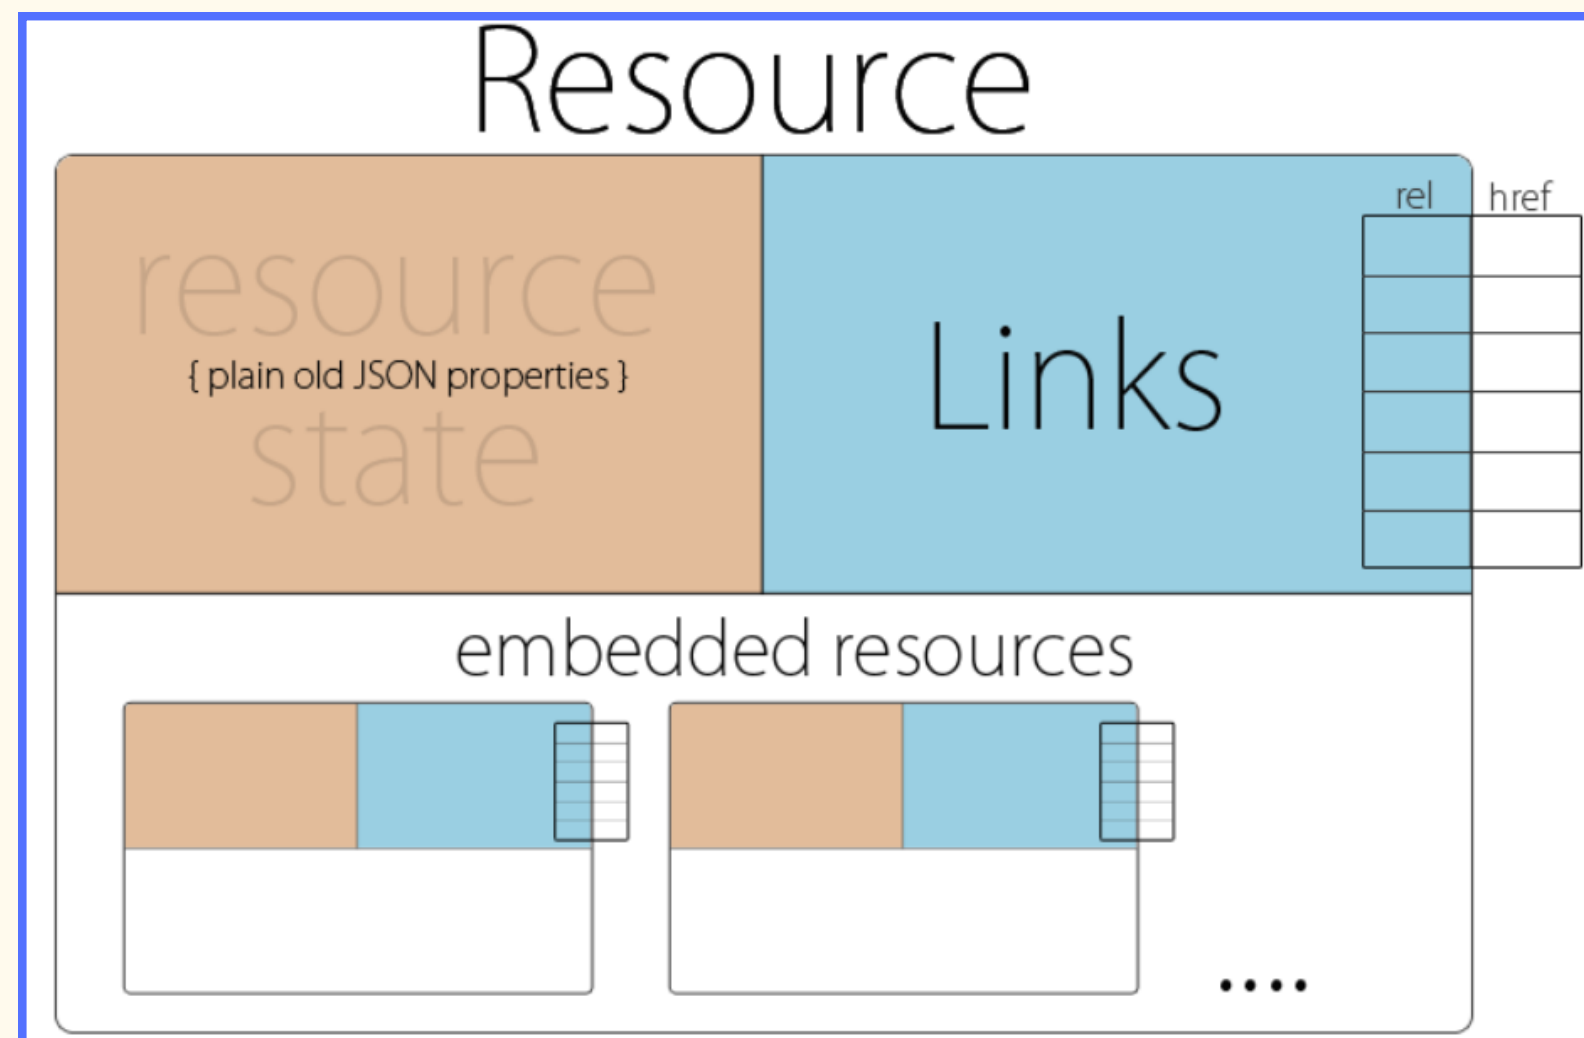 Resource
resource
{ plain old JSON properties }
state
Links
rel href
embedded resources
....